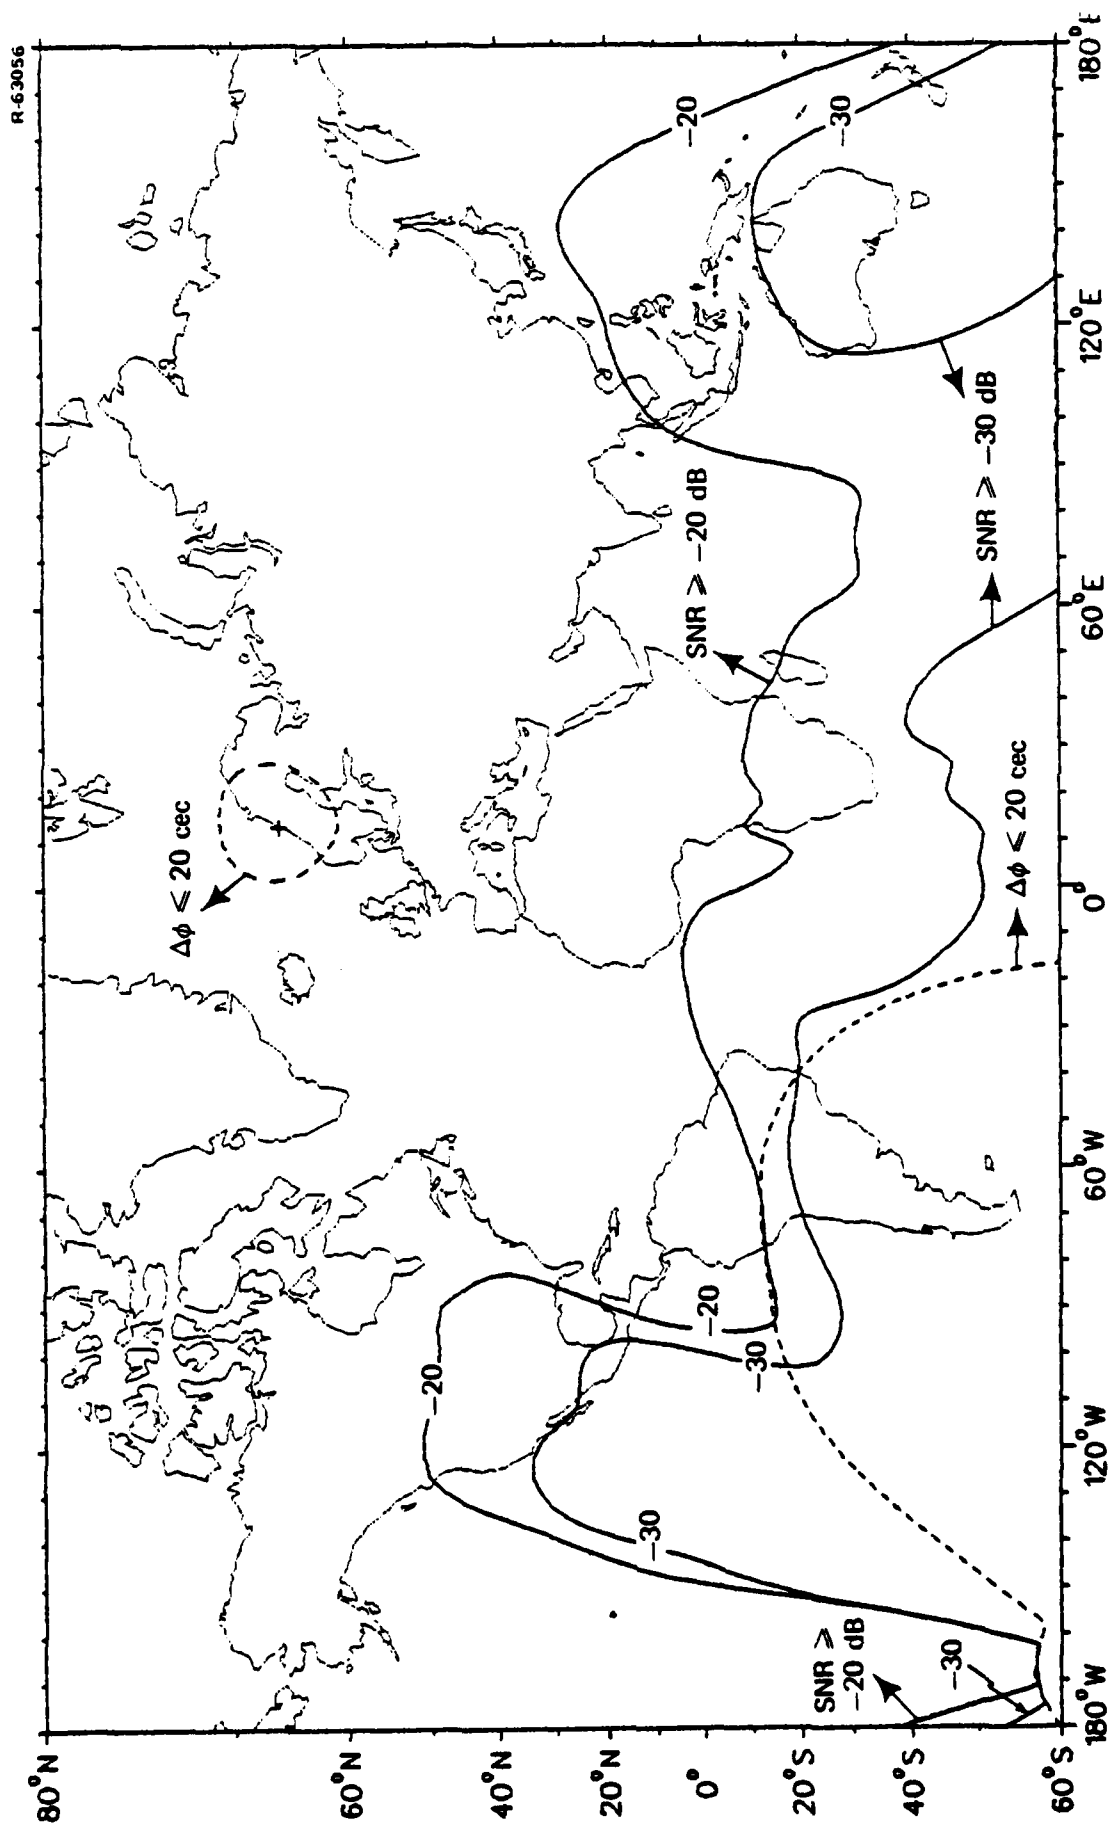 R-63056
80°N
60°N
40°N
20°N
0°
20°S
40°S
60°S
180°W
120°W
60°W
0°
60°E
120°E
180°E
Δφ ⩽ 20 cec
-20
-30
-20
-30
-20
-30
SNR ⩾ -20 dB
SNR ⩾
-20 dB
-30
Δφ ⩽ 20 cec
SNR ⩾ -30 dB